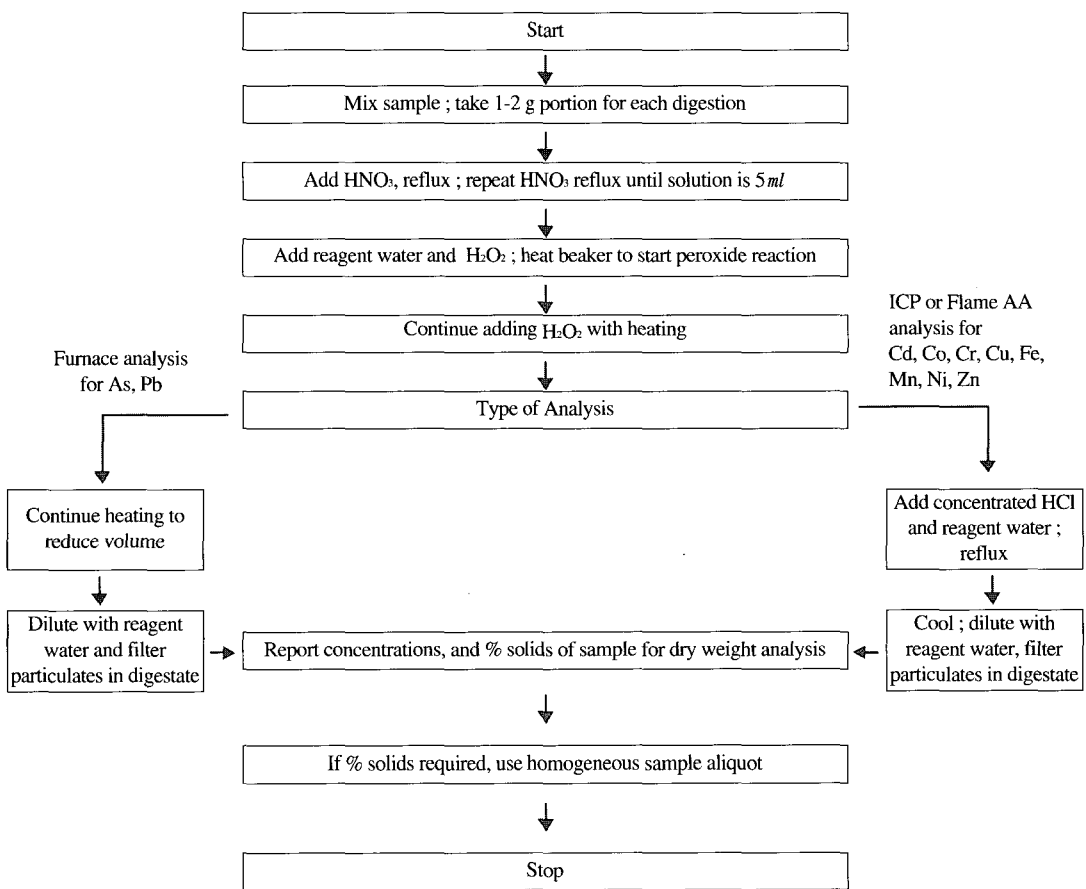 Start
Mix sample ; take 1-2 g portion for each digestion
Add HNO₃, reflux ; repeat HNO₃ reflux until solution is 5 ml
Add reagent water and H₂O₂ ; heat beaker to start peroxide reaction
Continue adding H₂O₂ with heating
Type of Analysis
Furnace analysis
for As, Pb
Continue heating to
reduce volume
Dilute with reagent
water and filter
particulates in digestate
ICP or Flame AA
analysis for
Cd, Co, Cr, Cu, Fe,
Mn, Ni, Zn
Add concentrated HCl
and reagent water ;
reflux
Cool ; dilute with
reagent water, filter
particulates in digestate
Report concentrations, and % solids of sample for dry weight analysis
If % solids required, use homogeneous sample aliquot
Stop